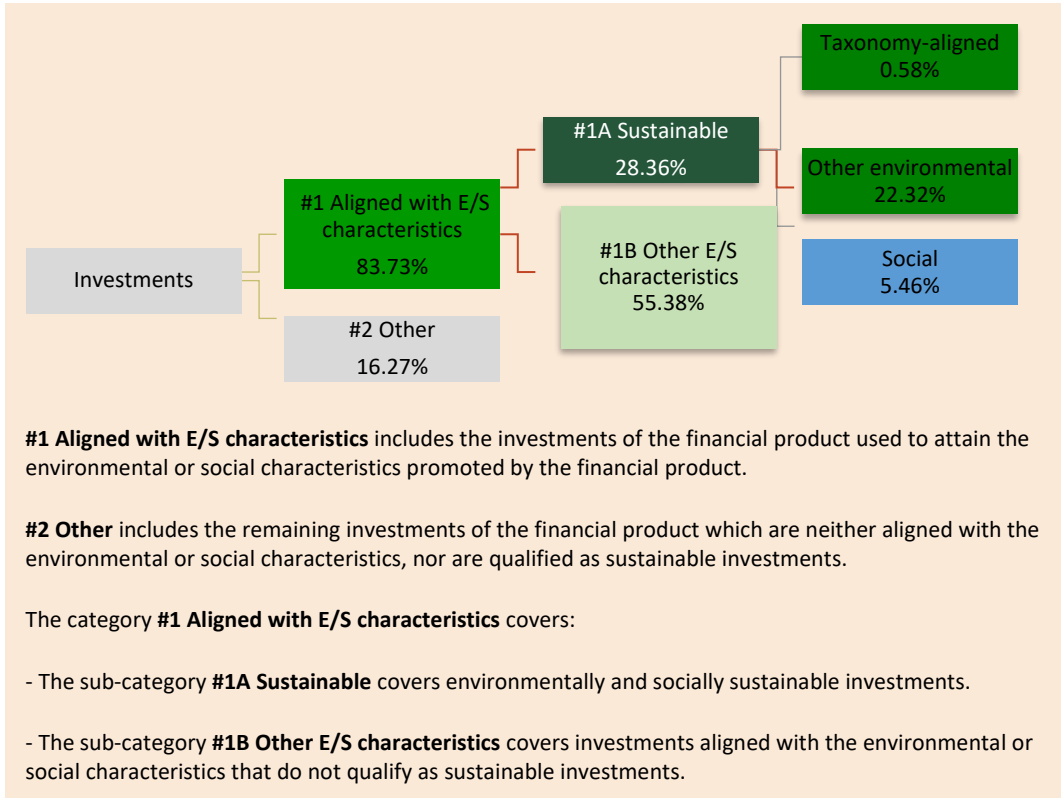 Investments
#1 Aligned with E/S
characteristics
83.73%
#2 Other
16.27%
#1A Sustainable
28.36%
#1B Other E/S
characteristics
55.38%
Taxonomy-aligned
0.58%
Other environmental
22.32%
Social
5.46%
#1 Aligned with E/S characteristics includes the investments of the financial product used to attain the
environmental or social characteristics promoted by the financial product.
#2 Other includes the remaining investments of the financial product which are neither aligned with the
environmental or social characteristics, nor are qualified as sustainable investments.
The category #1 Aligned with E/S characteristics covers:
- The sub-category #1A Sustainable covers environmentally and socially sustainable investments.
- The sub-category #1B Other E/S characteristics covers investments aligned with the environmental or
social characteristics that do not qualify as sustainable investments.